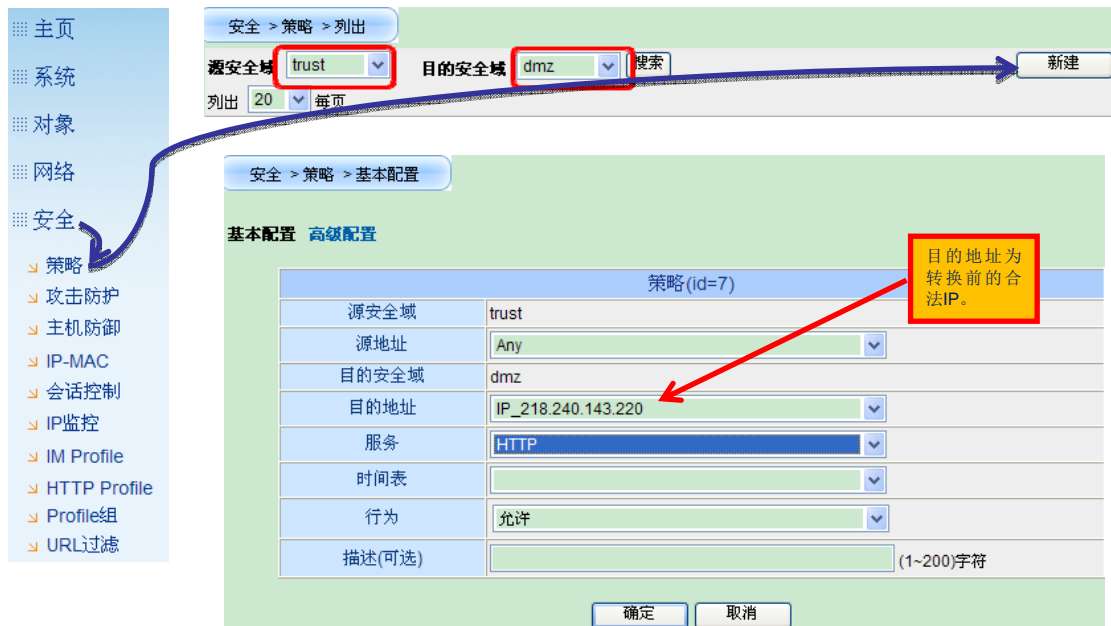 主页
系统
对象
网络
安全
策略
攻击防护
主机防御
IP-MAC
会话控制
IP监控
IM Profile
HTTP Profile
Profile组
URL过滤
安全 > 策略 > 列出
源安全域 trust 目的安全域 dmz 搜索 新建
列出 20 每页
安全 > 策略 > 基本配置
基本配置 高级配置
策略(id=7)
源安全域 trust
源地址 Any
目的安全域 dmz
目的地址 IP_218.240.143.220
服务 HTTP
时间表
行为 允许
描述(可选) (1~200)字符
确定 取消
目的地址为
转换前的合
法IP。